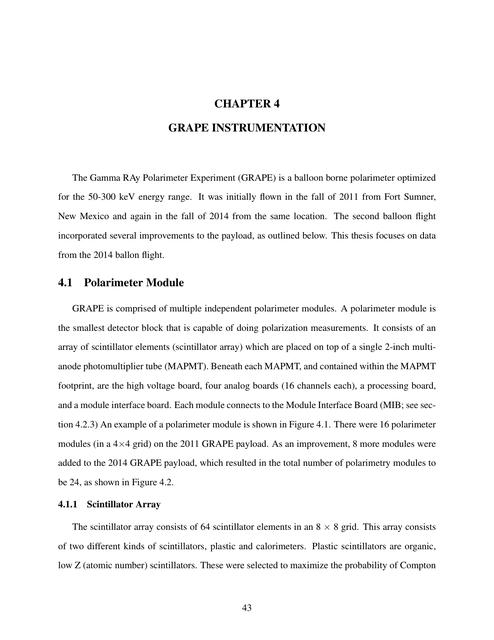 CHAPTER 4
GRAPE INSTRUMENTATION
The Gamma RAy Polarimeter Experiment (GRAPE) is a balloon borne polarimeter optimized
for the 50-300 keV energy range. It was initially flown in the fall of 2011 from Fort Sumner,
New Mexico and again in the fall of 2014 from the same location. The second balloon flight
incorporated several improvements to the payload, as outlined below. This thesis focuses on data
from the 2014 ballon flight.
4.1 Polarimeter Module
GRAPE is comprised of multiple independent polarimeter modules. A polarimeter module is
the smallest detector block that is capable of doing polarization measurements. It consists of an
array of scintillator elements (scintillator array) which are placed on top of a single 2-inch multi-
anode photomultiplier tube (MAPMT). Beneath each MAPMT, and contained within the MAPMT
footprint, are the high voltage board, four analog boards (16 channels each), a processing board,
and a module interface board. Each module connects to the Module Interface Board (MIB; see sec-
tion 4.2.3) An example of a polarimeter module is shown in Figure 4.1. There were 16 polarimeter
modules (in a 4×4 grid) on the 2011 GRAPE payload. As an improvement, 8 more modules were
added to the 2014 GRAPE payload, which resulted in the total number of polarimetry modules to
be 24, as shown in Figure 4.2.
4.1.1 Scintillator Array
The scintillator array consists of 64 scintillator elements in an 8 × 8 grid. This array consists
of two different kinds of scintillators, plastic and calorimeters. Plastic scintillators are organic,
low Z (atomic number) scintillators. These were selected to maximize the probability of Compton
43